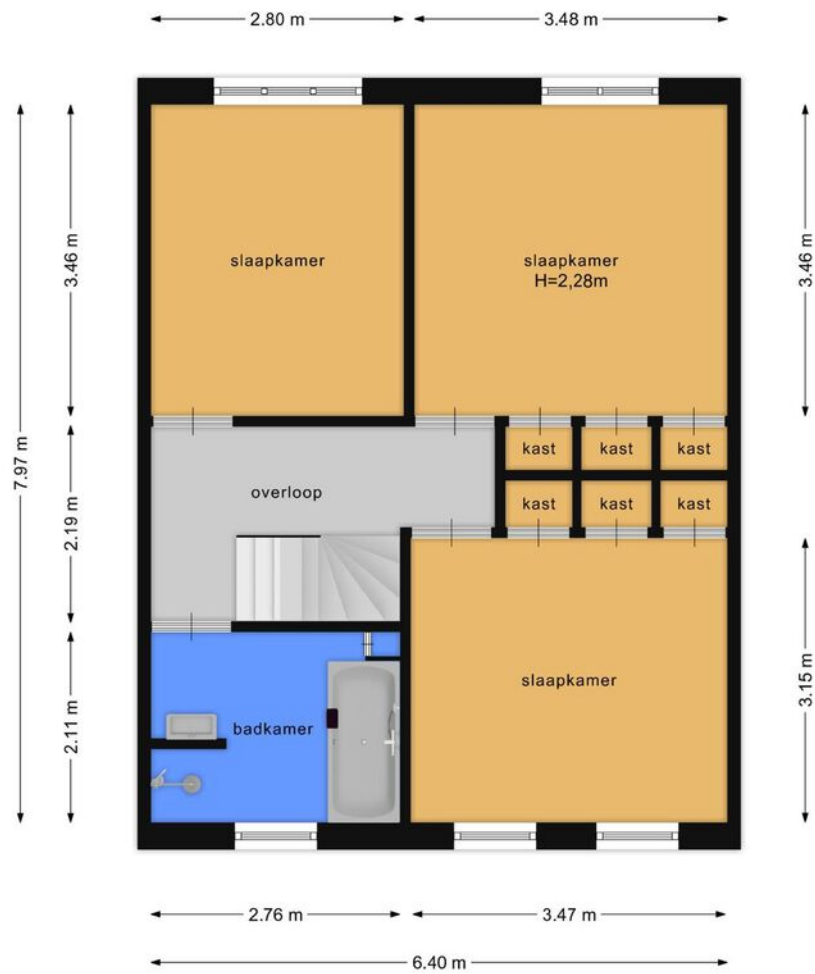 2.80 m
3.48 m
7.97 m
3.46 m
3.46 m
slaapkamer
slaapkamer
H=2,28m
2.19 m
kast
kast
kast
overloop
kast
kast
kast
2.11 m
3.15 m
slaapkamer
badkamer
2.76 m
3.47 m
6.40 m